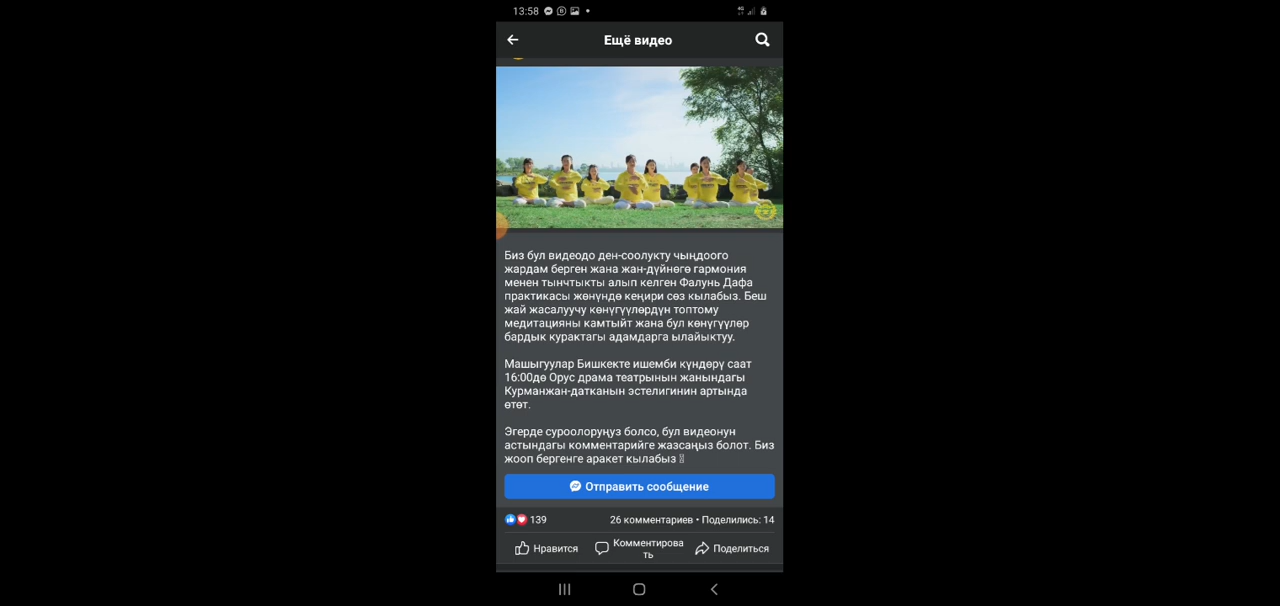 13:58
4G
Ещё видео
Биз бул видеодо ден-соолукту чыңдоого
жардам берген жана жан-дүйнөгө гармония
менен тынчтыкты алып келген Фалунь Дафа
практикасы жөнүндө кеңири сөз кылабыз. Беш
жай жасалуучу көнүгүүлөрдүн топтому
медитацияны камтыйт жана бул көнүгүүлөр
бардык курактагы адамдарга ылайыктуу.
Машыгуулар Бишкекте ишемби күндөрү саат
16:00дө Орус драма театрынын жанындагы
Курманжан-датканын эстелигинин артында
өтөт.
Эгерде суроолоруңуз болсо, бул видеонун
астындагы комментарийге жазсаңыз болот. Биз
жооп бергенге аракет кылабыз
Отправить сообщение
139 26 комментариев • Поделились: 14
Нравится Комментирова
ть Поделиться